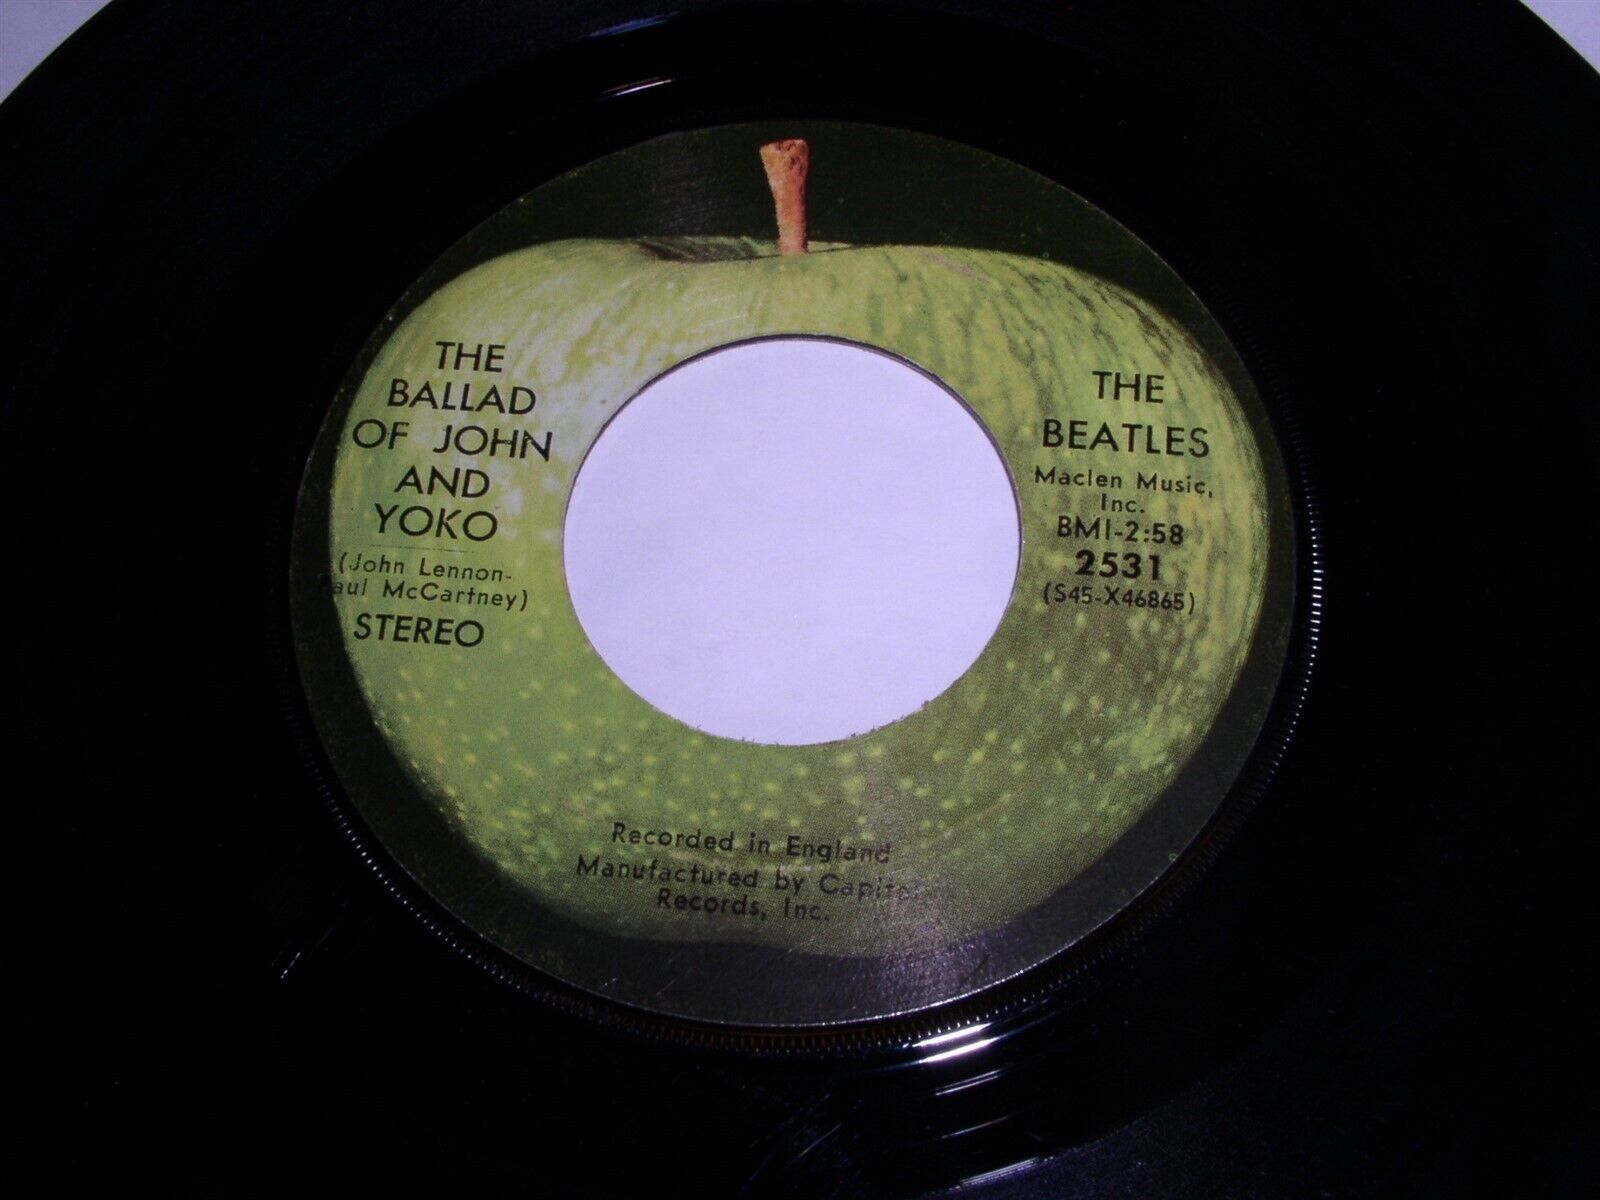 THE
BALLAD
OF JOHN
AND
YOKO
(John Lennon-
aul McCartney)
STEREO
THE
BEATLES
Maclen Music,
Inc.
BMI-2:58
2531
(S45-X46865)
Recorded in England
Manufactured by Capitol
Records, Inc.